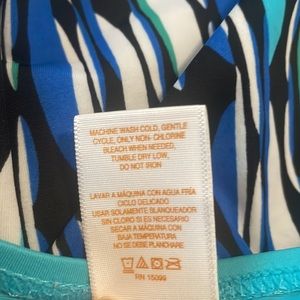 MACHINE WASH COLD, GENTLE
CYCLE, ONLY NON- CHLORINE
BLEACH WHEN NEEDED,
TUMBLE DRY LOW,
DO NOT IRON
LAVAR A MÁQUINA CON AGUA FRÍA
CICLO DELICADO
USAR SOLAMENTE BLANQUEADOR
SIN CLORO SI ES NECESARIO
SECAR A MÁQUINA CON
BAJA TEMPERATURA
NO SE DEBE PLANCHARE
RN 15099